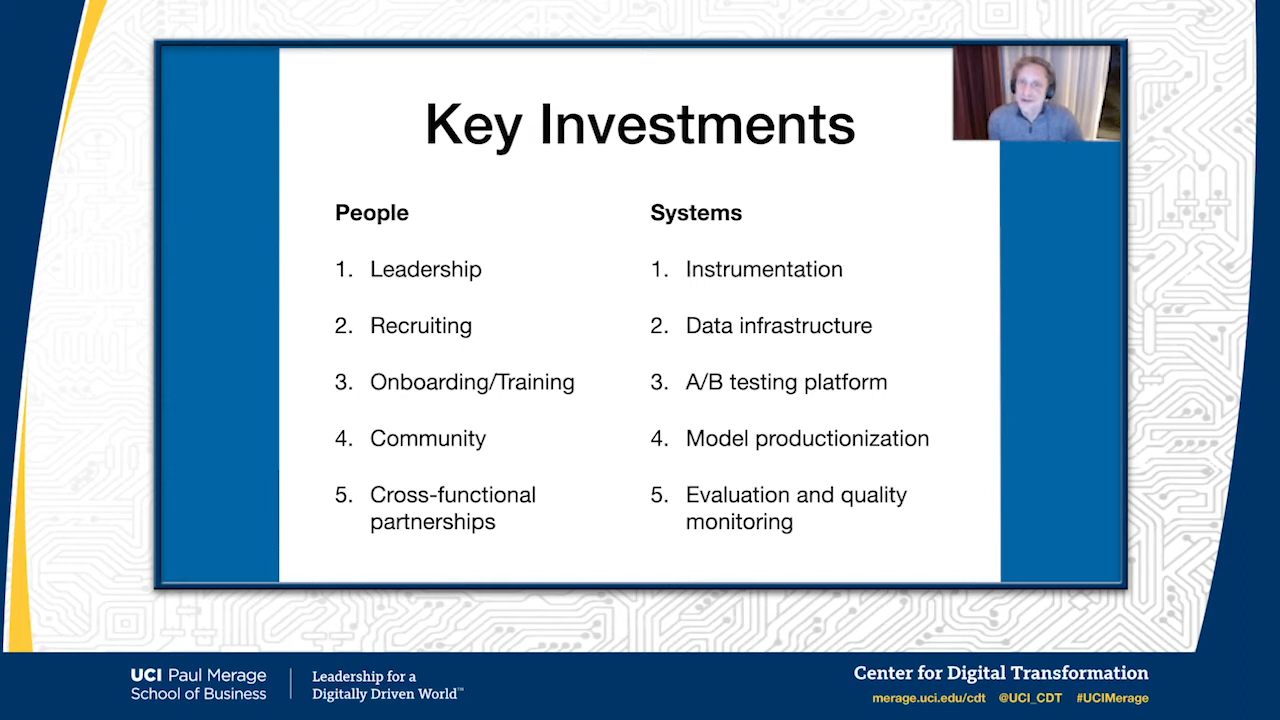 Key Investments
People
1. Leadership
2. Recruiting
3. Onboarding/Training
4. Community
5. Cross-functional
partnerships
Systems
1. Instrumentation
2. Data infrastructure
3. A/B testing platform
4. Model productionization
5. Evaluation and quality
monitoring
UCI Paul Merage
School of Business
Leadership for a
Digitally Driven World™
Center for Digital Transformation
merage.uci.edu/cdt @UCI_CDT #UCIMerage